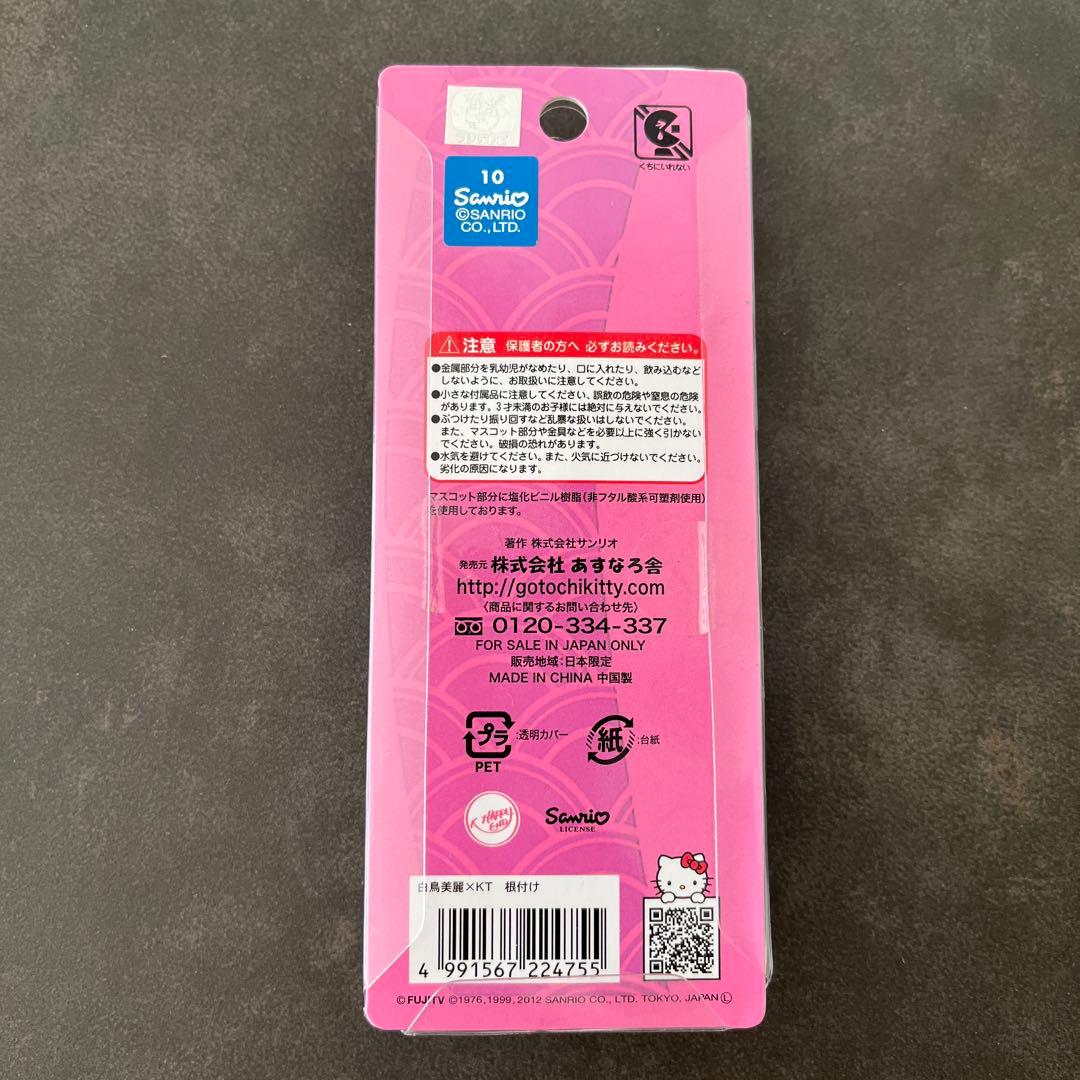 フジテレビ
くちにいれない
10
Sanrio
©SANRIO
CO.,LTD.
注意 保護者の方へ 必ずお読みください。
●金属部分を乳幼児がなめたり、口に入れたり、飲み込むなど
しないように、お取扱いに注意してください。
●小さな付属品に注意してください、誤飲の危険や窒息の危険
があります。3才未満のお子様には絶対に与えないでください。
●ぶつけたり振り回すなど乱暴な扱いはしないでください。
また、マスコット部分や金具などを必要以上に強く引かない
でください。破損の恐れがあります。
●水気を避けてください。また、火気に近づけないでください。
劣化の原因になります。
マスコット部分に塩化ビニル樹脂(非フタル酸系可塑剤使用)
を使用しております。
著作 株式会社サンリオ
発売元 株式会社 あすなろ舎
http://gotochikitty.com
〈商品に関するお問い合わせ先〉
0120-334-337
FOR SALE IN JAPAN ONLY
販売地域:日本限定
MADE IN CHINA 中国製
プラ :透明カバー 紙 :台紙
PET
K HAPPY END
Sanrio
LICENSE
白鳥美麗×KT 根付け
4 991567 224755
©FUJITV ©1976,1999,2012 SANRIO CO., LTD. TOKYO, JAPAN Ⓛ